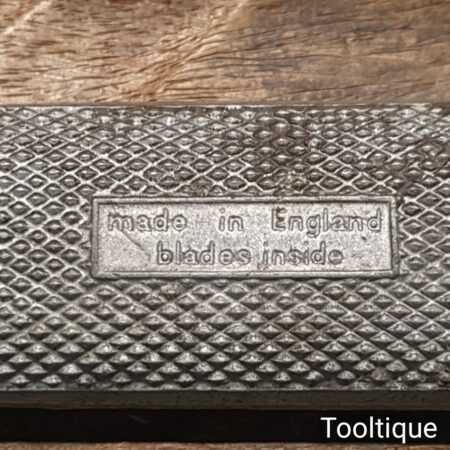 made in England
blades inside
Tooltique